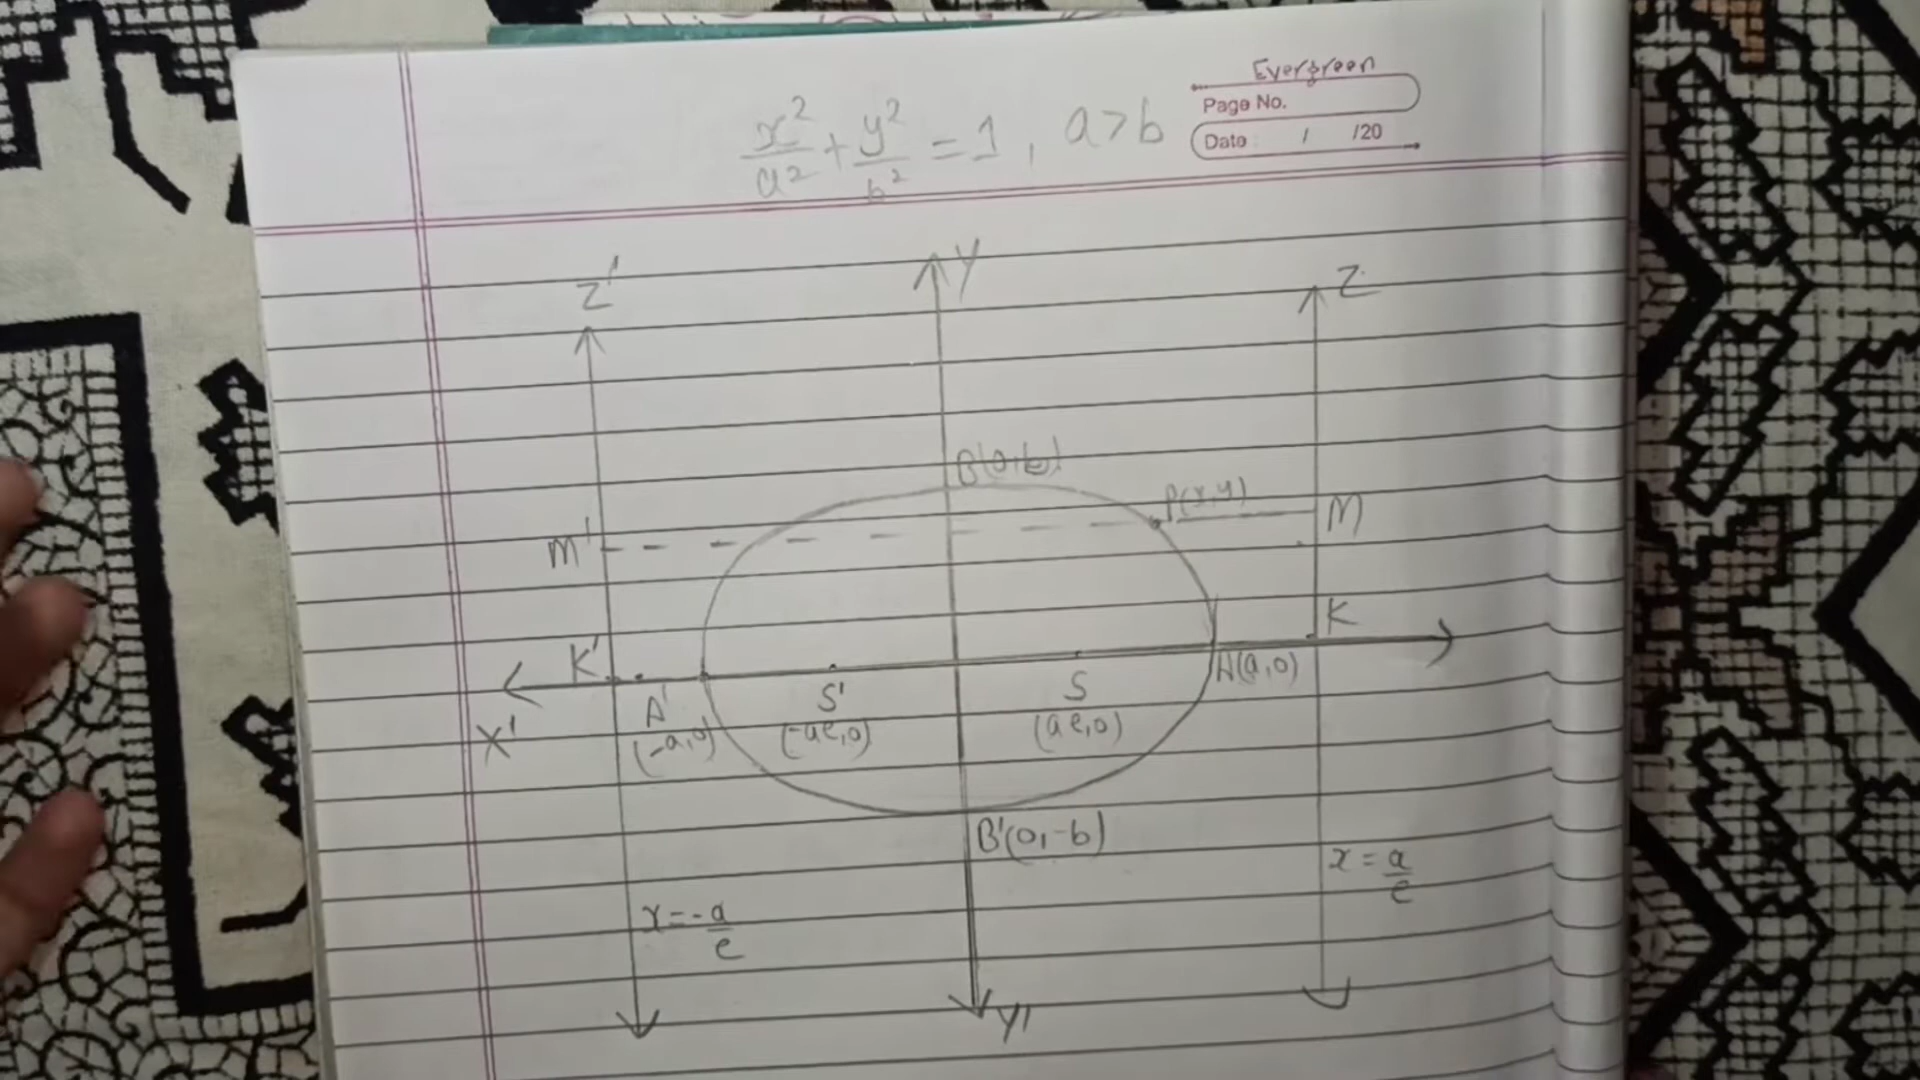 Evergreen
Page No.
Date / /20
x²/a² + y²/b² = 1, a>b
Z'
Y
Z
B(0,b)
P(x,y)
M'
M
K'
K
A'
(-a,0)
S'
(-ae,0)
S
(ae,0)
A(a,0)
X'
B'(0,-b)
x = -a/e
x = a/e
Y'